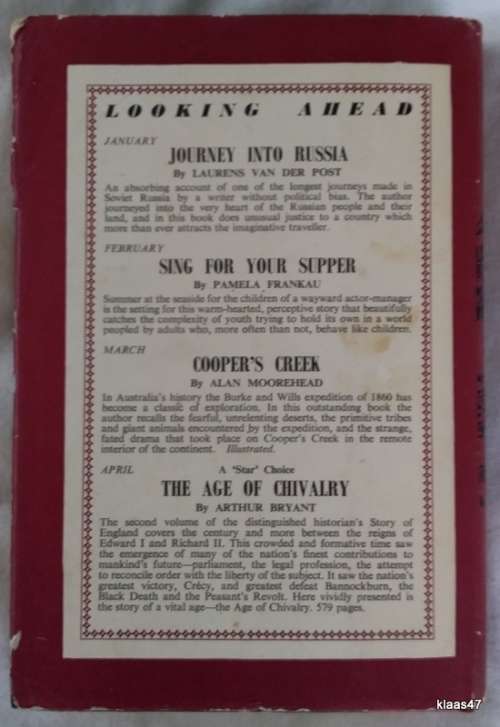 LOOKING AHEAD
JANUARY
JOURNEY INTO RUSSIA
By LAURENS VAN DER POST
An absorbing account of one of the longest journeys made in
Soviet Russia by a writer without political bias. The author
journeyed into the very heart of the Russian people and their
land, and in this book does unusual justice to a country which
more than ever attracts the imaginative traveller.
FEBRUARY
SING FOR YOUR SUPPER
By PAMELA FRANKAU
Summer at the seaside for the children of a wayward actor-manager
is the setting for this warm-hearted, perceptive story that beautifully
catches the complexity of youth trying to hold its own in a world
peopled by adults who, more often than not, behave like children.
MARCH
COOPER'S CREEK
By ALAN MOOREHEAD
In Australia's history the Burke and Wills expedition of 1860 has
become a classic of exploration. In this outstanding book the
author recalls the fearful, unrelenting deserts, the primitive tribes
and giant animals encountered by the expedition, and the strange,
fated drama that took place on Cooper's Creek in the remote
interior of the continent. Illustrated.
APRIL A 'Star' Choice
THE AGE OF CHIVALRY
By ARTHUR BRYANT
The second volume of the distinguished historian's Story of
England covers the century and more between the reigns of
Edward I and Richard II. This crowded and formative time saw
the emergence of many of the nation's finest contributions to
mankind's future—parliament, the legal profession, the attempt
to reconcile order with the liberty of the subject. It saw the nation's
greatest victory, Crécy, and greatest defeat Bannockburn, the
Black Death and the Peasant's Revolt. Here vividly presented is
the story of a vital age—the Age of Chivalry. 579 pages.
klaas47